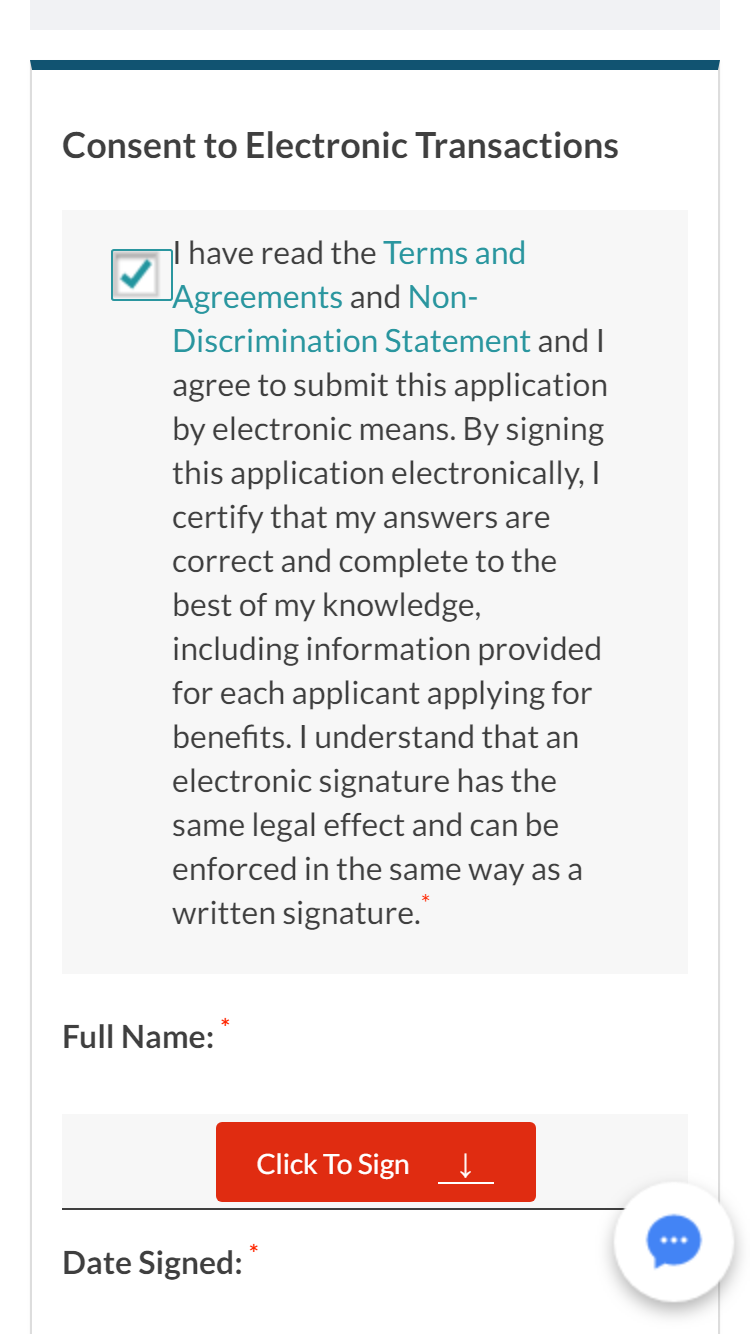 Consent to Electronic Transactions
I have read the Terms and
Agreements and Non-
Discrimination Statement and I
agree to submit this application
by electronic means. By signing
this application electronically, I
certify that my answers are
correct and complete to the
best of my knowledge,
including information provided
for each applicant applying for
benefits. I understand that an
electronic signature has the
same legal effect and can be
enforced in the same way as a
written signature.*
Full Name: *
Click To Sign ↓
Date Signed: *